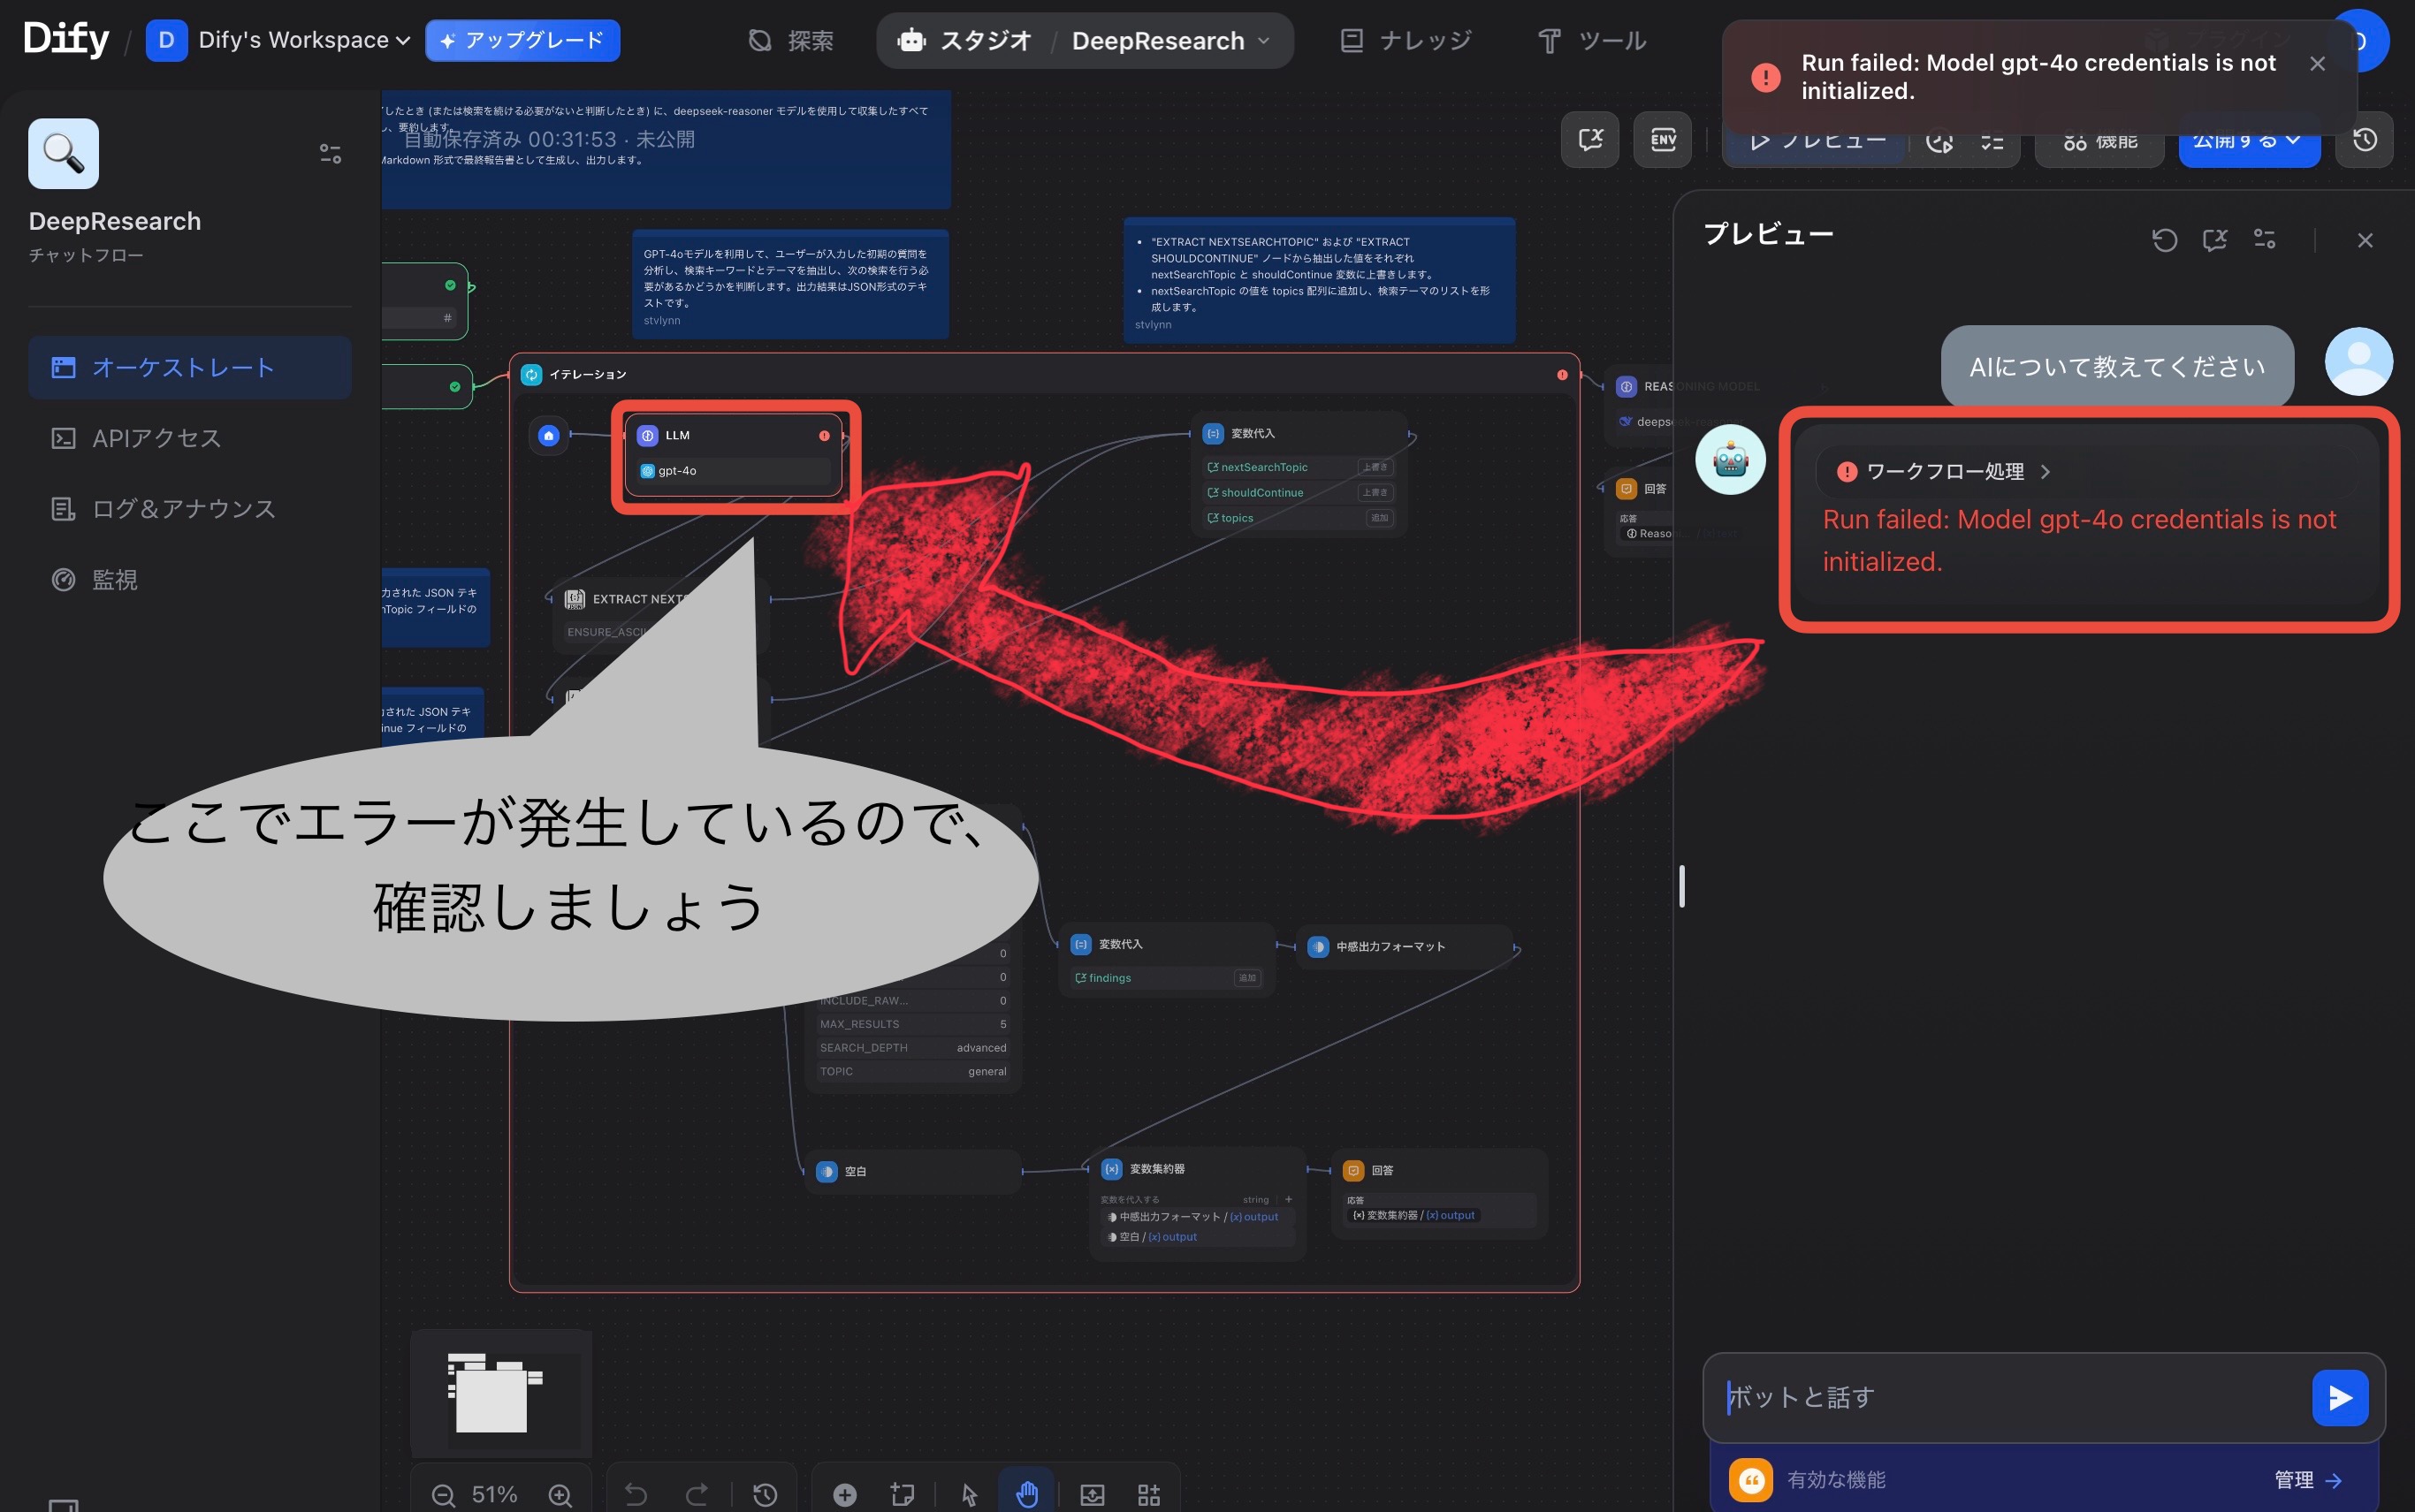 Dify / D Dify's Workspace アップグレード
探索 スタジオ / DeepResearch ナレッジ ツール
Run failed: Model gpt-4o credentials is not
initialized.
DeepResearch
チャットフロー
オーケストレート
APIアクセス
ログ＆アナウンス
監視
したとき (または検索を続ける必要がないと判断したとき) に、deepseek-reasoner モデルを使用して収集したすべて
、要約します。
自動保存済み 00:31:53 · 未公開
Markdown 形式で最終報告書として生成し、出力します。
ENV
プレビュー
機能
公開する
GPT-4oモデルを利用して、ユーザーが入力した初期の質問を
分析し、検索キーワードとテーマを抽出し、次の検索を行う必
要があるかどうかを判断します。出力結果はJSON形式のテキ
ストです。
stvlynn
• "EXTRACT NEXTSEARCHTOPIC" および "EXTRACT
SHOULDCONTINUE" ノードから抽出した値をそれぞれ
nextSearchTopic と shouldContinue 変数に上書きします。
• nextSearchTopic の値を topics 配列に追加し、検索テーマのリストを形
成します。
stvlynn
#
イテレーション
LLM
gpt-4o
変数代入
nextSearchTopic 上書き
shouldContinue 上書き
topics 追加
REASONING MODEL
deepseek
回答
応答
Reason
EXTRACT NEXTS
ENSURE_ASCII
力された JSON テキ
hTopic フィールドの
された JSON テキ
inue フィールドの
ここでエラーが発生しているので、
確認しましょう
0
0
INCLUDE_RAW... 0
MAX_RESULTS 5
SEARCH_DEPTH advanced
TOPIC general
変数代入
findings 追加
中感出力フォーマット
空白
変数集約器
変数を代入する string +
中感出力フォーマット / {x} output
空白 / {x} output
回答
応答
{x} 変数集約器 / {x} output
51%
プレビュー
AIについて教えてください
ワークフロー処理
Run failed: Model gpt-4o credentials is not
initialized.
ボットと話す
有効な機能 管理 →